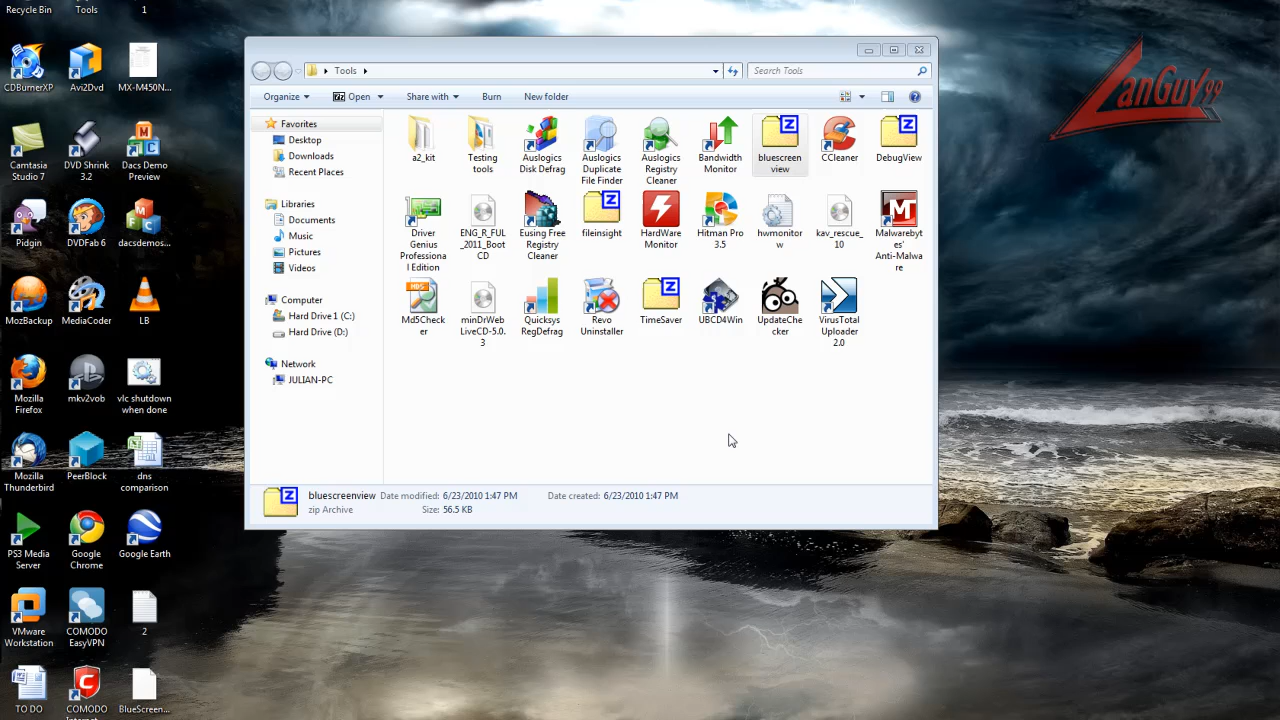 Recycle Bin
Tools
1
CDBurnerXP
Avi2Dvd
MX-M450N...
Camtasia
Studio 7
DVD Shrink
3.2
Dacs Demo
Preview
Pidgin
DVDFab 6
dacsdemos...
MozBackup
MediaCoder
LB
Mozilla
Firefox
mkv2vob
vlc shutdown
when done
Mozilla
Thunderbird
PeerBlock
dns
comparison
PS3 Media
Server
Google
Chrome
Google Earth
VMware
Workstation
COMODO
EasyVPN
2
TO DO
COMODO
BlueScreen...
LanGuy99
Tools
Search Tools
Organize
Open
Share with
Burn
New folder
Favorites
Desktop
Downloads
Recent Places
Libraries
Documents
Music
Pictures
Videos
Computer
Hard Drive 1 (C:)
Hard Drive (D:)
Network
JULIAN-PC
a2_kit
Testing
tools
Auslogics
Disk Defrag
Auslogics
Duplicate
File Finder
Auslogics
Registry
Cleaner
Bandwidth
Monitor
bluescreen
view
CCleaner
DebugView
Driver
Genius
Professiona
l Edition
ENG_R_FUL
_2011_Boot
CD
Eusing Free
Registry
Cleaner
fileinsight
HardWare
Monitor
Hitman Pro
3.5
hwmonitor
w
kav_rescue_
10
Malwarebytes
'
Anti-Malwa
re
Md5Check
er
minDrWeb
LiveCD-5.0.
3
Quicksys
RegDefrag
Revo
Uninstaller
TimeSaver
UBCD4Win
UpdateChe
cker
VirusTotal
Uploader
2.0
bluescreenview
Date modified: 6/23/2010 1:47 PM
Date created: 6/23/2010 1:47 PM
zip Archive
Size: 56.5 KB